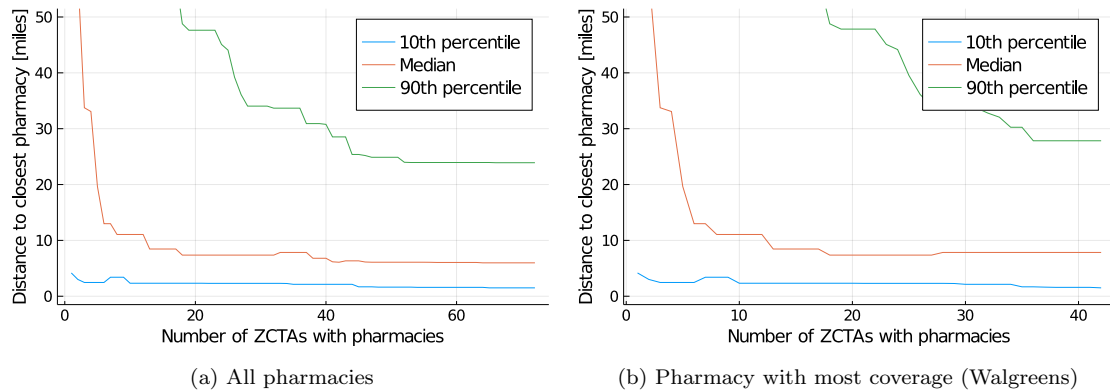 Distance to closest pharmacy [miles]
50
40
30
20
10
0
10th percentile
Median
90th percentile
0
20
40
60
Number of ZCTAs with pharmacies
(a) All pharmacies
Distance to closest pharmacy [miles]
50
40
30
20
10
0
10th percentile
Median
90th percentile
0
10
20
30
40
Number of ZCTAs with pharmacies
(b) Pharmacy with most coverage (Walgreens)